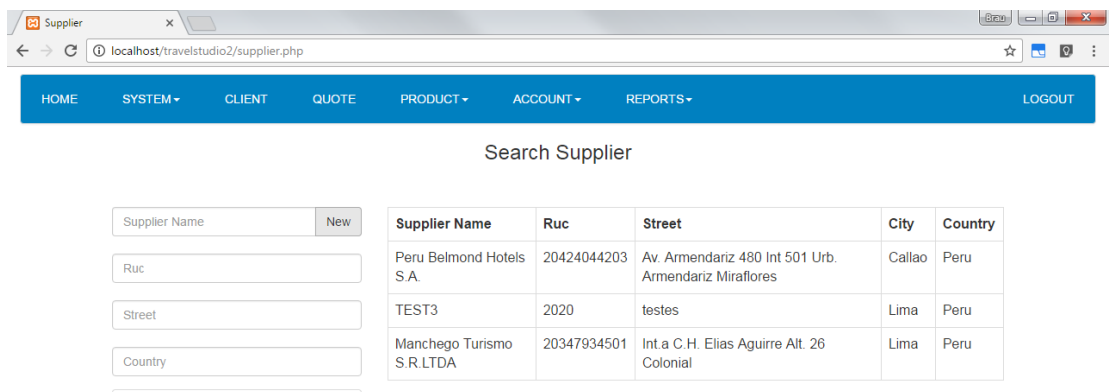 Supplier
Brau
localhost/travelstudio2/supplier.php
HOME SYSTEM CLIENT QUOTE PRODUCT ACCOUNT REPORTS LOGOUT
Search Supplier
Supplier Name New
Ruc
Street
Country
Supplier Name Ruc Street City Country
Peru Belmond Hotels S.A. 20424044203 Av. Armendariz 480 Int 501 Urb. Armendariz Miraflores Callao Peru
TEST3 2020 testes Lima Peru
Manchego Turismo S.R.LTDA 20347934501 Int.a C.H. Elias Aguirre Alt. 26 Colonial Lima Peru